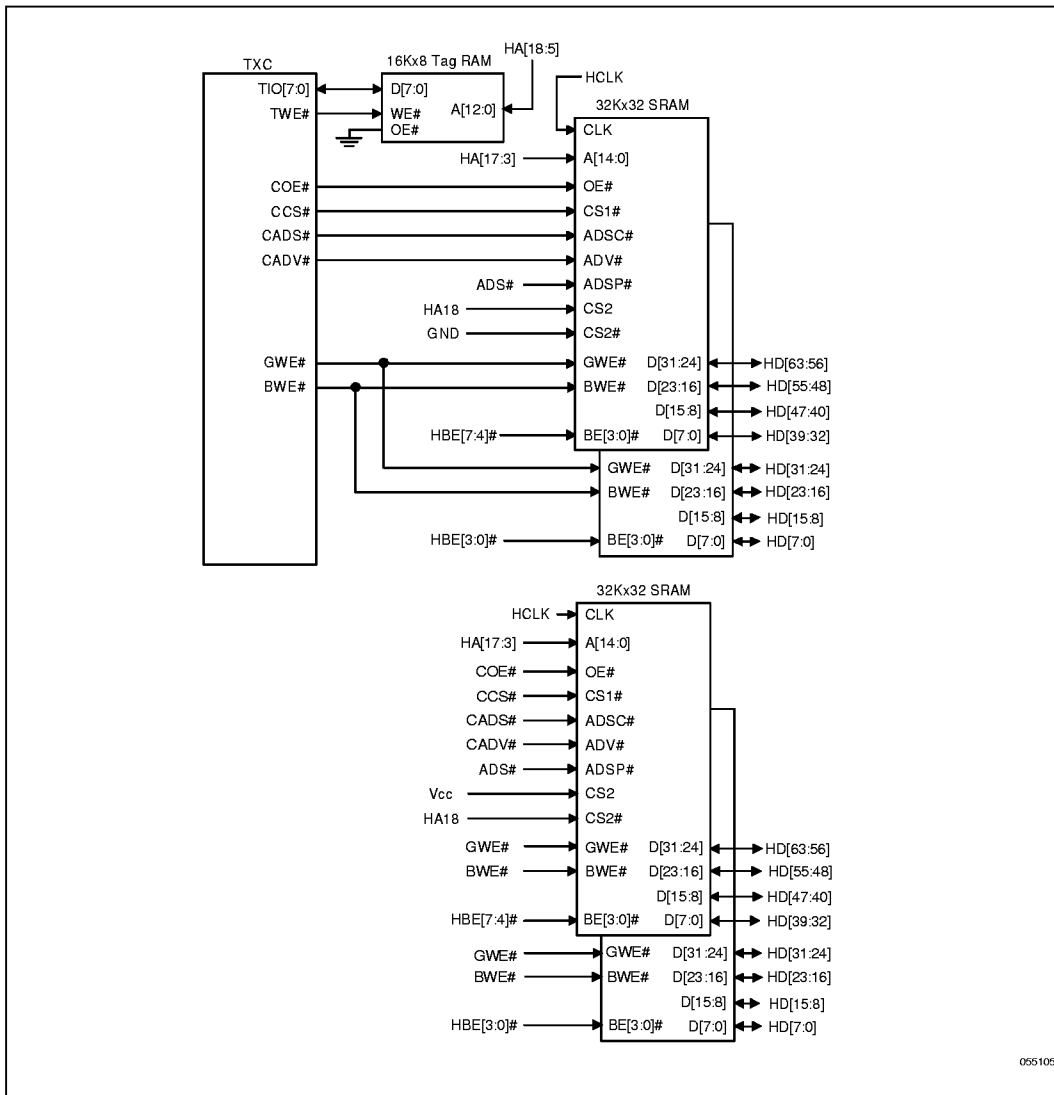 HA[18:5]
TXC
16Kx8 Tag RAM
HCLK
TIO[7:0]
D[7:0]
A[12:0]
TWE#
WE#
OE#
32Kx32 SRAM
CLK
HA[17:3]
A[14:0]
COE#
OE#
CCS#
CS1#
CADS#
ADSC#
CADV#
ADV#
ADS#
ADSP#
HA18
CS2
GND
CS2#
GWE#
GWE#
D[31:24]
HD[63:56]
BWE#
BWE#
D[23:16]
HD[55:48]
D[15:8]
HD[47:40]
HBE[7:4]#
BE[3:0]#
D[7:0]
HD[39:32]
GWE#
D[31:24]
HD[31:24]
BWE#
D[23:16]
HD[23:16]
D[15:8]
HD[15:8]
HBE[3:0]#
BE[3:0]#
D[7:0]
HD[7:0]
32Kx32 SRAM
HCLK
CLK
HA[17:3]
A[14:0]
COE#
OE#
CCS#
CS1#
CADS#
ADSC#
CADV#
ADV#
ADS#
ADSP#
Vcc
CS2
HA18
CS2#
GWE#
GWE#
D[31:24]
HD[63:56]
BWE#
BWE#
D[23:16]
HD[55:48]
D[15:8]
HD[47:40]
HBE[7:4]#
BE[3:0]#
D[7:0]
HD[39:32]
GWE#
GWE#
D[31:24]
HD[31:24]
BWE#
BWE#
D[23:16]
HD[23:16]
D[15:8]
HD[15:8]
HBE[3:0]#
BE[3:0]#
D[7:0]
HD[7:0]
055105